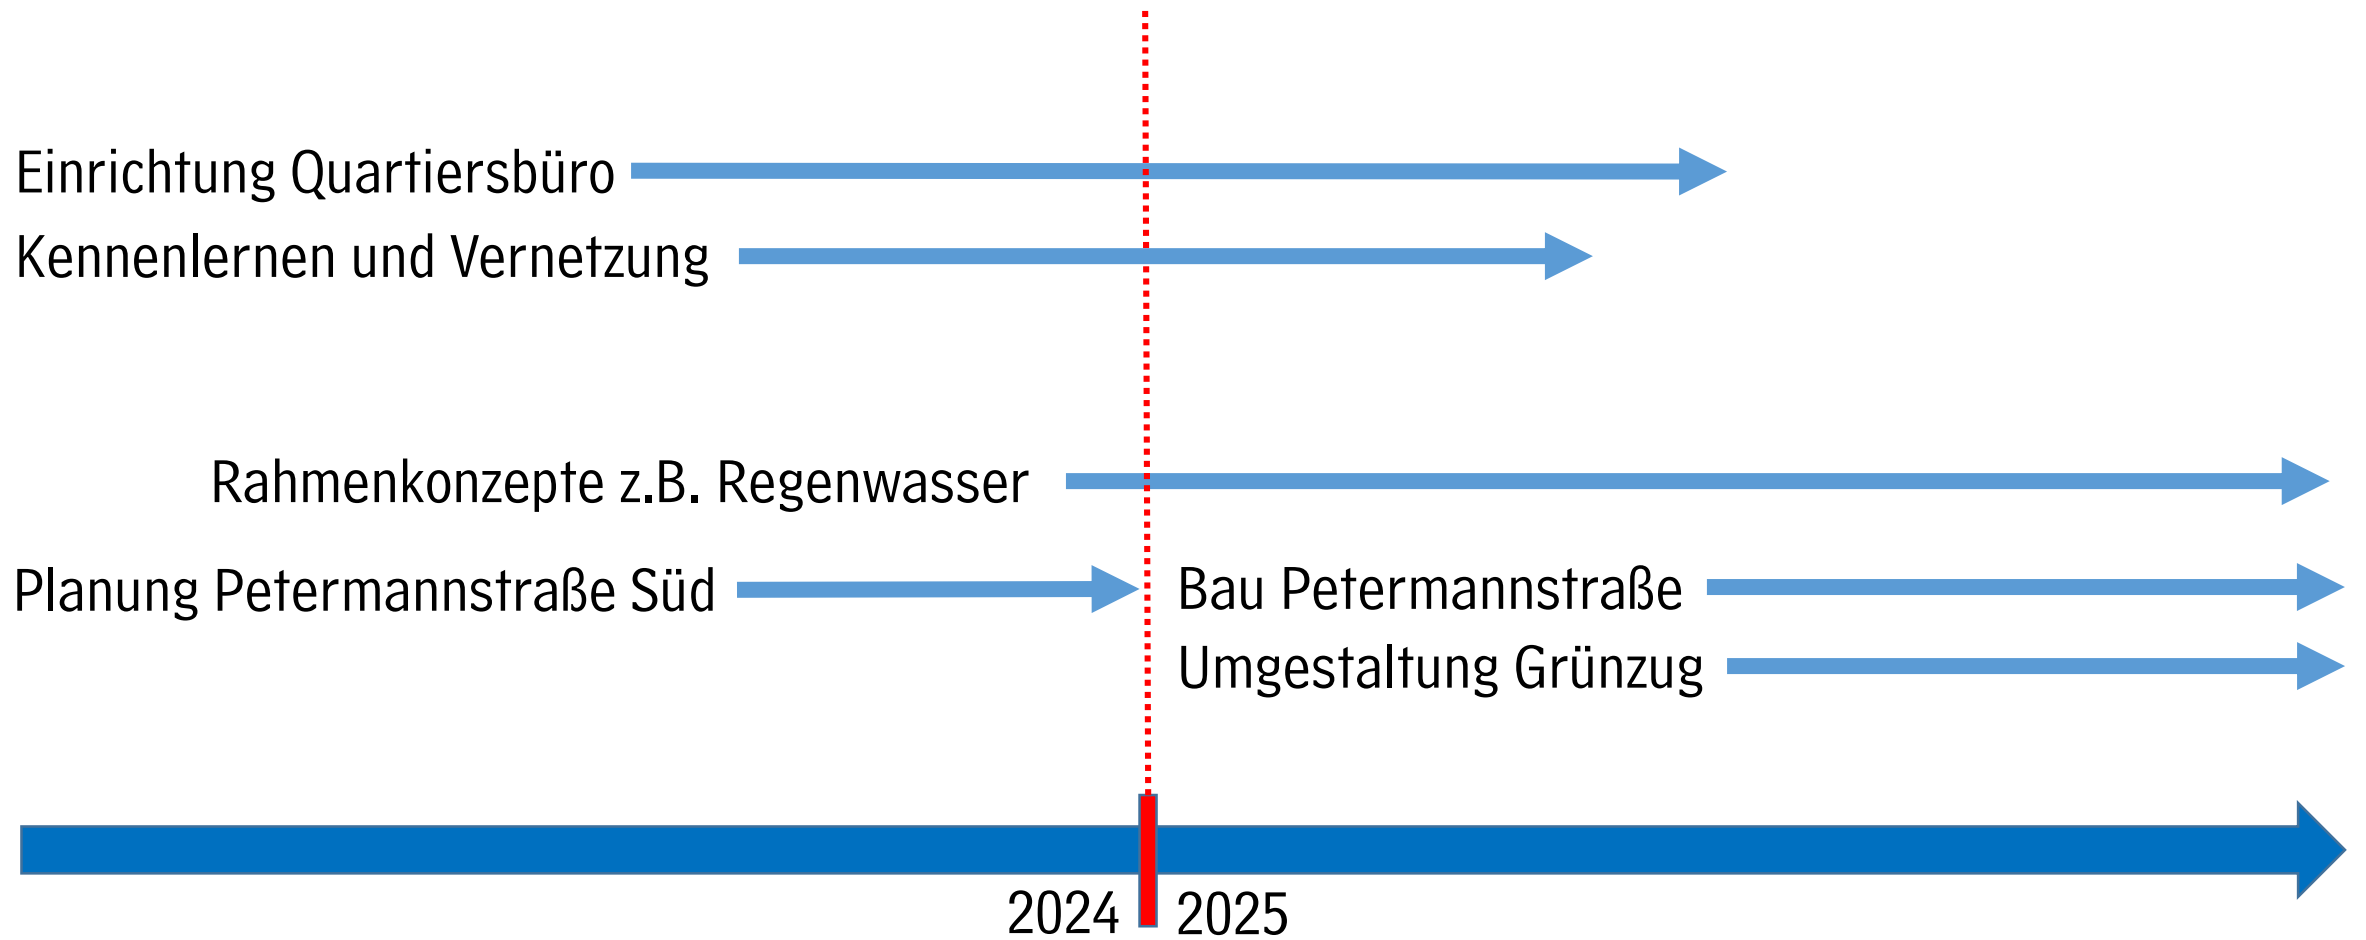 Einrichtung Quartiersbüro
Kennenlernen und Vernetzung
Rahmenkonzepte z.B. Regenwasser
Planung Petermannstraße Süd
Bau Petermannstraße
Umgestaltung Grünzug
2024
2025